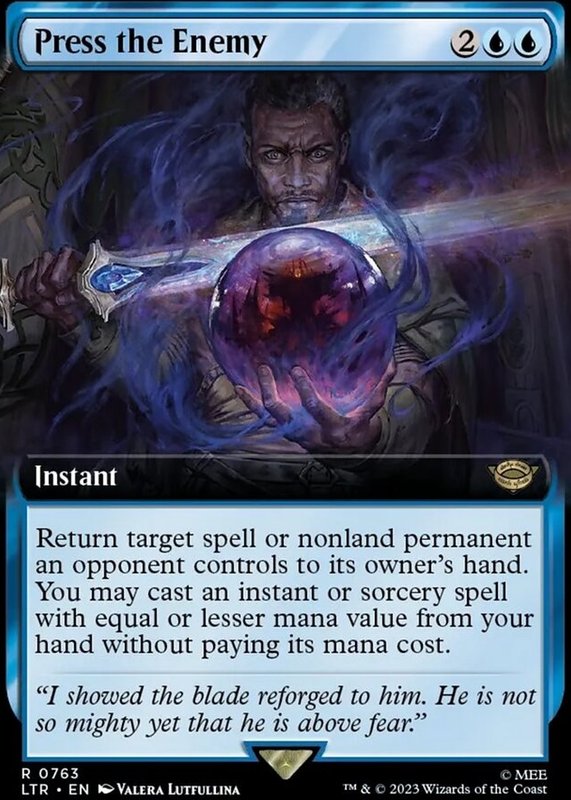 Press the Enemy
2
Instant
Return target spell or nonland permanent
an opponent controls to its owner's hand.
You may cast an instant or sorcery spell
with equal or lesser mana value from your
hand without paying its mana cost.
"I showed the blade reforged to him. He is not
so mighty yet that he is above fear."
R 0763
LTR • EN VALERA LUTFULLINA
© MEE
™ & © 2023 Wizards of the Coast